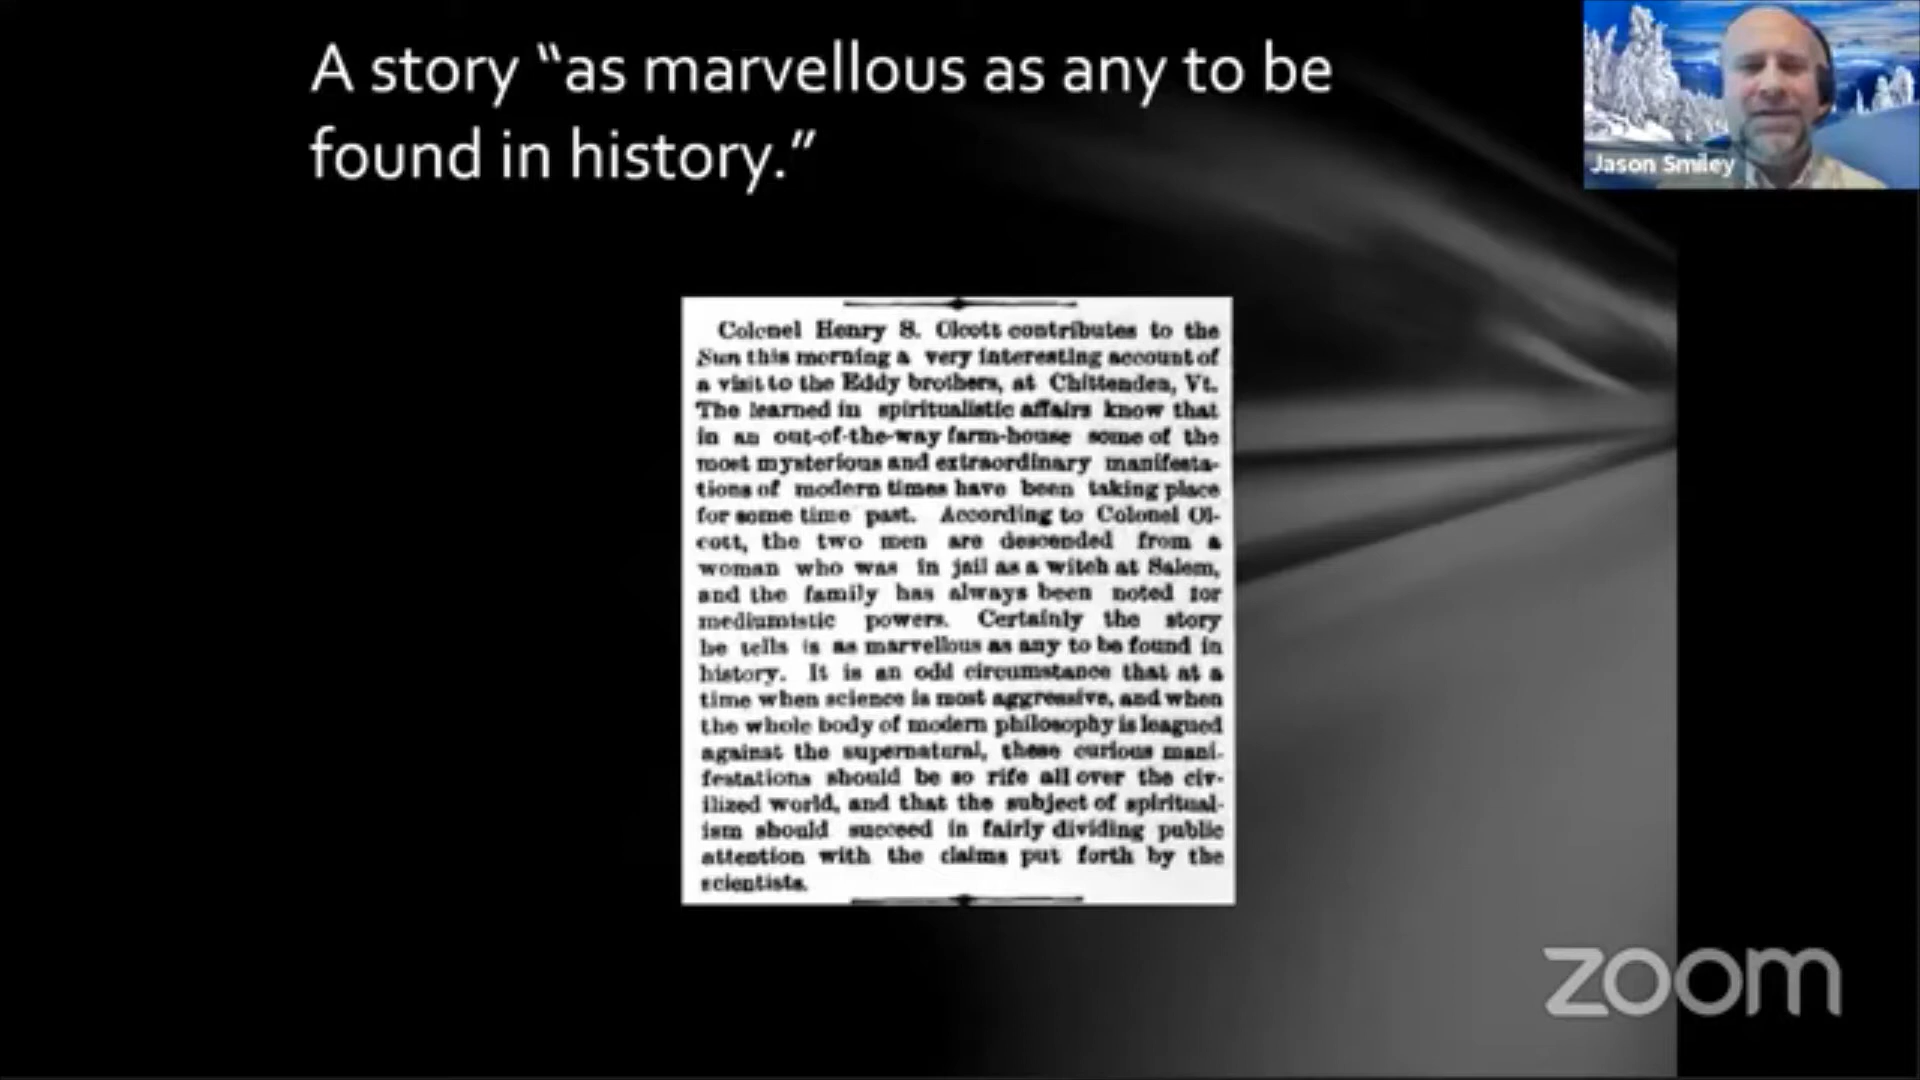 A story “as marvellous as any to be
found in history.”
Jason Smiley
Colonel Henry S. Olcott contributes to the
Sun this morning a very interesting account of
a visit to the Eddy brothers, at Chittenden, Vt.
The learned in spiritualistic affairs know that
in an out-of-the-way farm-house some of the
most mysterious and extraordinary manifesta-
tions of modern times have been taking place
for some time past. According to Colonel Ol-
cott, the two men are descended from a
woman who was in jail as a witch at Salem,
and the family has always been noted for
mediumistic powers. Certainly the story
he tells is as marvellous as any to be found in
history. It is an odd circumstance that at a
time when science is most aggressive, and when
the whole body of modern philosophy is leagued
against the supernatural, these curious mani-
festations should be so rife all over the civ-
ilized world, and that the subject of spiritual-
ism should succeed in fairly dividing public
attention with the claims put forth by the
scientists.
zoom